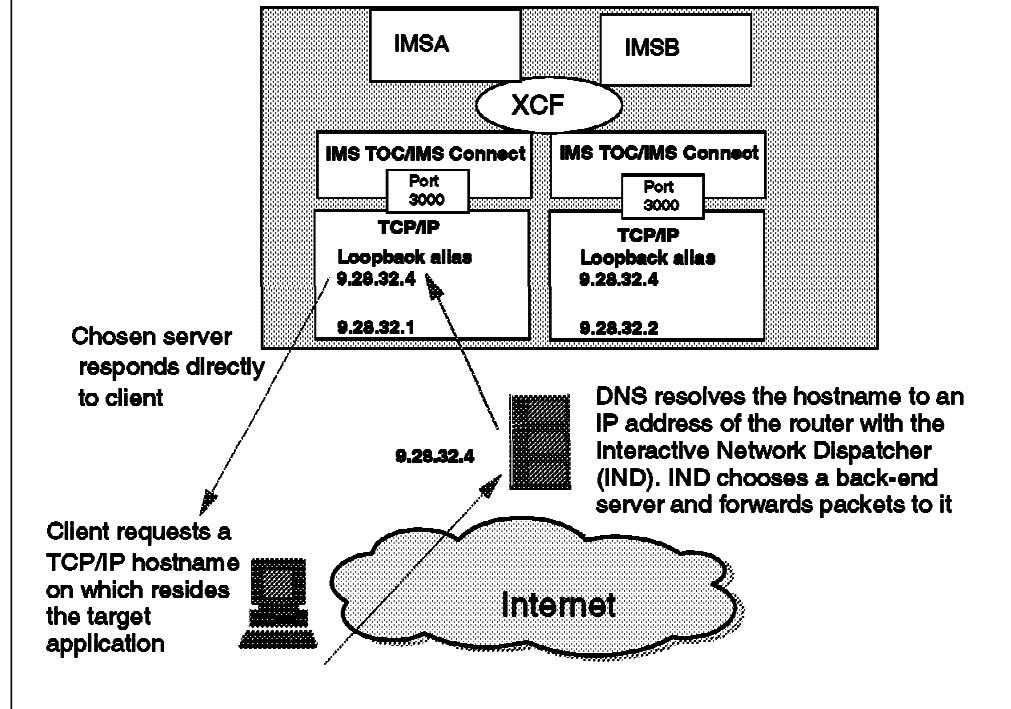 IMSA
IMSB
XCF
IMS TOC/IMS Connect
IMS TOC/IMS Connect
Port
3000
Port
3000
TCP/IP
Loopback alias
9.28.32.4
9.28.32.1
TCP/IP
Loopback alias
9.28.32.4
9.28.32.2
Chosen server
responds directly
to client
9.28.32.4
DNS resolves the hostname to an
IP address of the router with the
Interactive Network Dispatcher
(IND). IND chooses a back-end
server and forwards packets to it
Client requests a
TCP/IP hostname
on which resides
the target
application
Internet